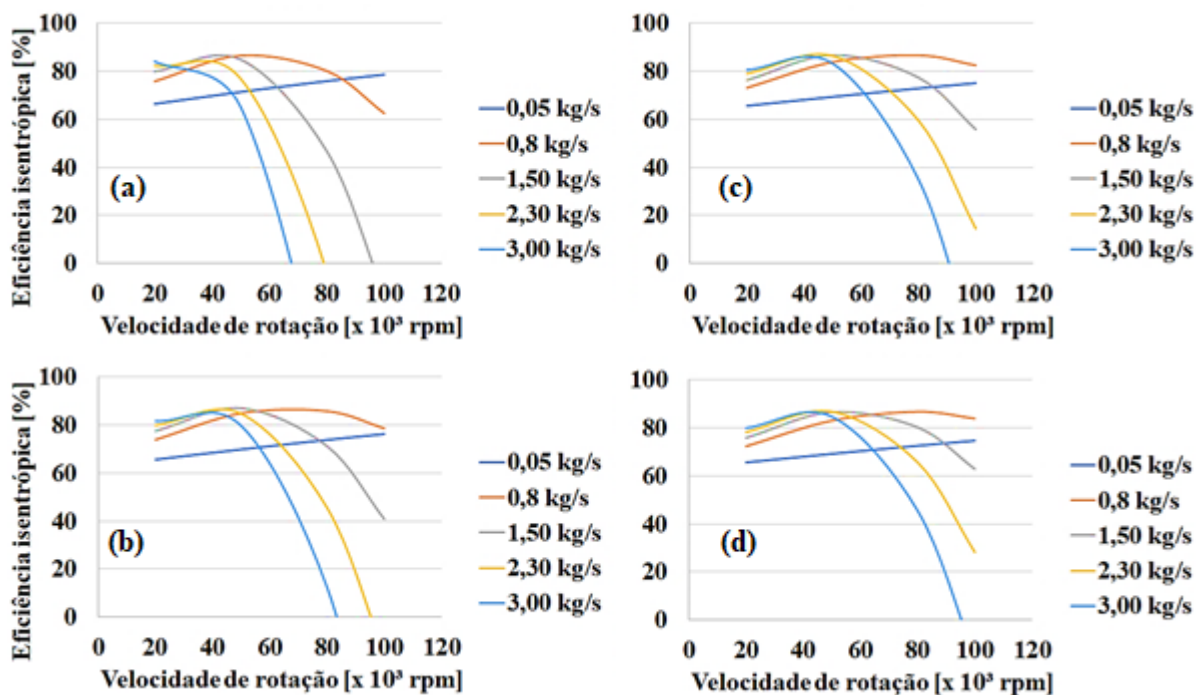 100
80
60
40
20
0
Eficiência isentrópica [%]
(a)
0 20 40 60 80 100 120
Velocidade de rotação [x 10³ rpm]
0,05 kg/s
0,8 kg/s
1,50 kg/s
2,30 kg/s
3,00 kg/s
100
80
60
40
20
0
(c)
0 20 40 60 80 100 120
Velocidade de rotação [x 10³ rpm]
0,05 kg/s
0,8 kg/s
1,50 kg/s
2,30 kg/s
3,00 kg/s
100
80
60
40
20
0
Eficiência isentrópica [%]
(b)
0 20 40 60 80 100 120
Velocidade de rotação [x 10³ rpm]
0,05 kg/s
0,8 kg/s
1,50 kg/s
2,30 kg/s
3,00 kg/s
100
80
60
40
20
0
(d)
0 20 40 60 80 100 120
Velocidade de rotação [x 10³ rpm]
0,05 kg/s
0,8 kg/s
1,50 kg/s
2,30 kg/s
3,00 kg/s